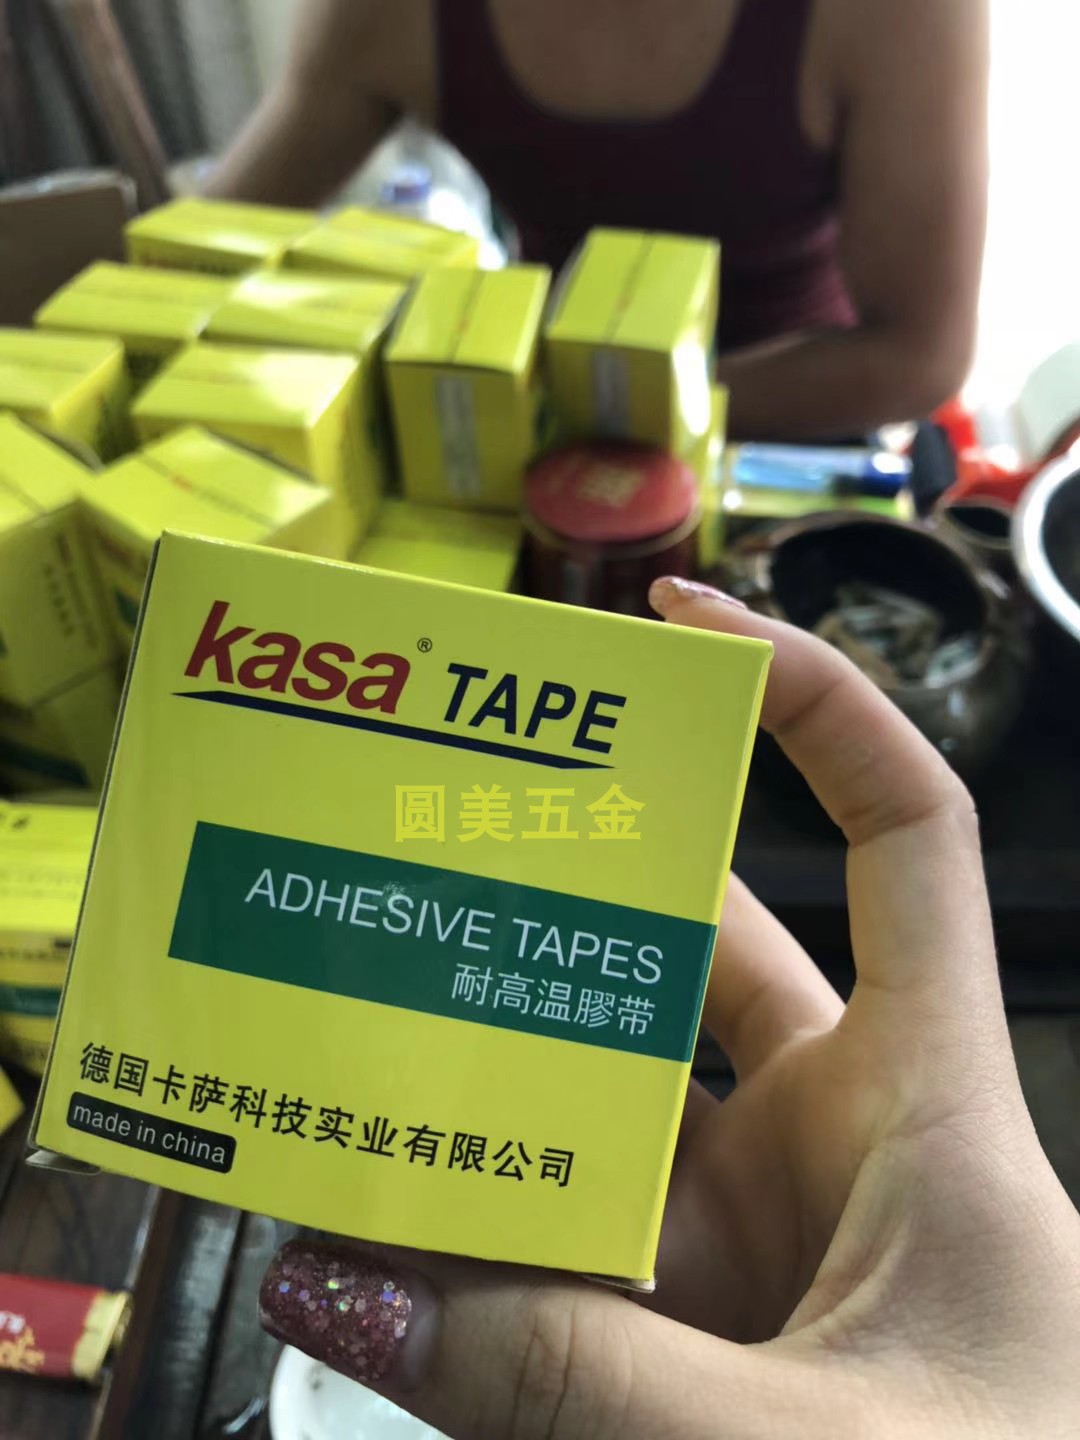 kasa® TAPE
圆美五金
ADHESIVE TAPES
耐高温膠带
德国卡萨科技实业有限公司
made in china